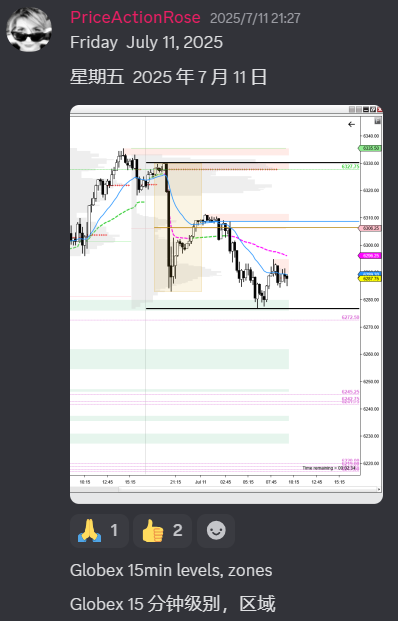 PriceActionRose 2025/7/11 21:27
Friday July 11, 2025
星期五 2025 年 7 月 11 日
6340.00
6335.50
6330.00
6327.75
6320.00
6310.00
6306.25
6300.00
6296.25
6290.00
6287.75
6280.00
6273.50
6270.00
6260.00
6250.00
6245.25
6242.75
6240.00
6230.00
6220.00
Time remaining = 00:02:34
10:15 12:45 15:15 21:15 Jul 11 02:45 05:15 07:45 10:15 12:45 15:15
🙏 1 👍 2
Globex 15min levels, zones
Globex 15 分钟级别，区域